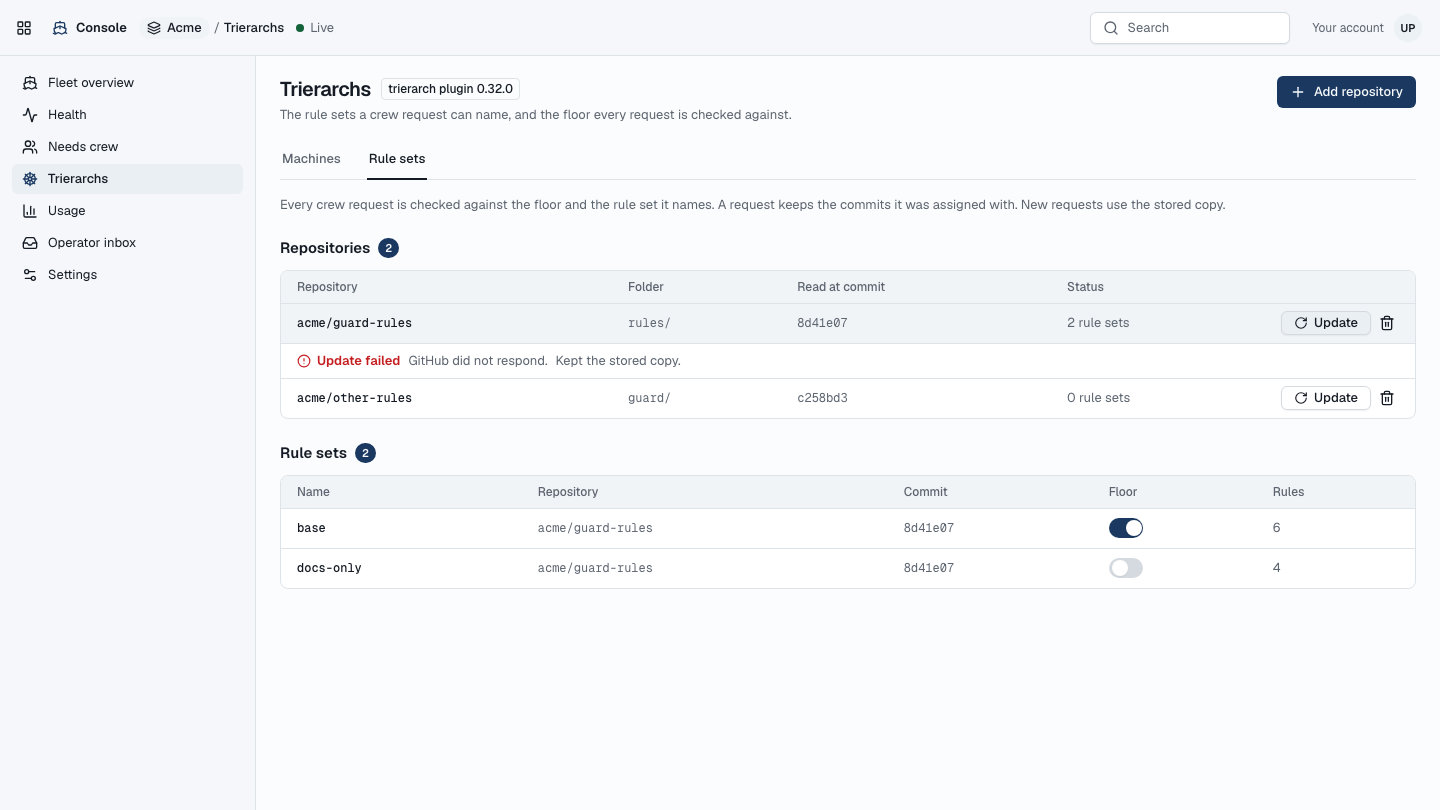 Console Acme / Trierarchs Live Search Your account UP
Fleet overview
Health
Needs crew
Trierarchs
Usage
Operator inbox
Settings
Trierarchs trierarch plugin 0.32.0 Add repository
The rule sets a crew request can name, and the floor every request is checked against.
Machines Rule sets
Every crew request is checked against the floor and the rule set it names. A request keeps the commits it was assigned with. New requests use the stored copy.
Repositories 2
Repository Folder Read at commit Status
acme/guard-rules rules/ 8d41e07 2 rule sets Update
Update failed GitHub did not respond. Kept the stored copy.
acme/other-rules guard/ c258bd3 0 rule sets Update
Rule sets 2
Name Repository Commit Floor Rules
base acme/guard-rules 8d41e07 6
docs-only acme/guard-rules 8d41e07 4